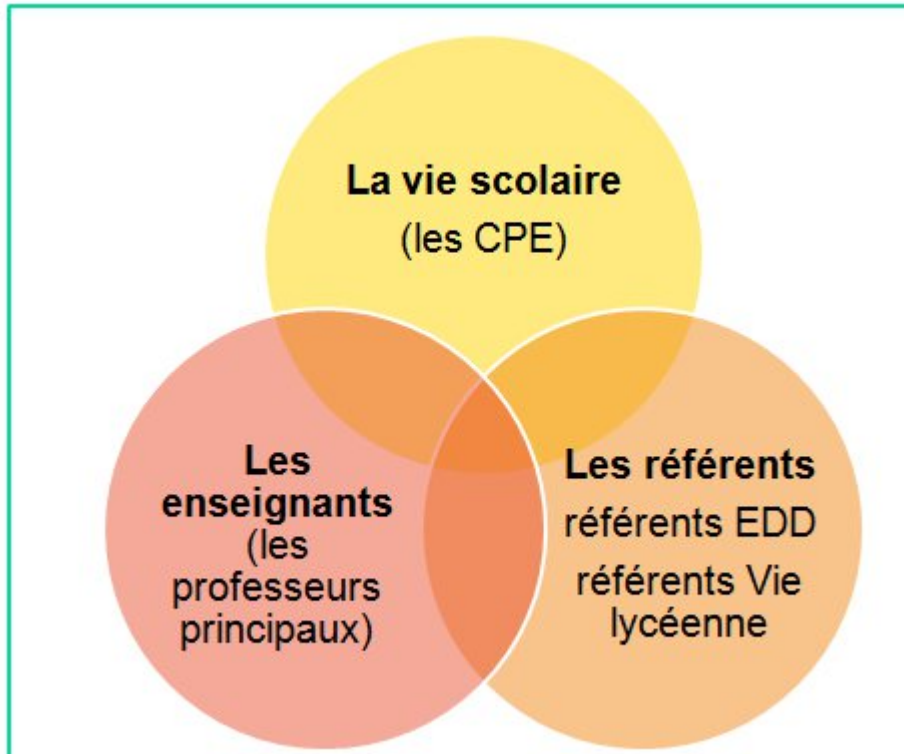 La vie scolaire
(les CPE)
Les
enseignants
(les
professeurs
principaux)
Les référents
référents EDD
référents Vie
lycéenne